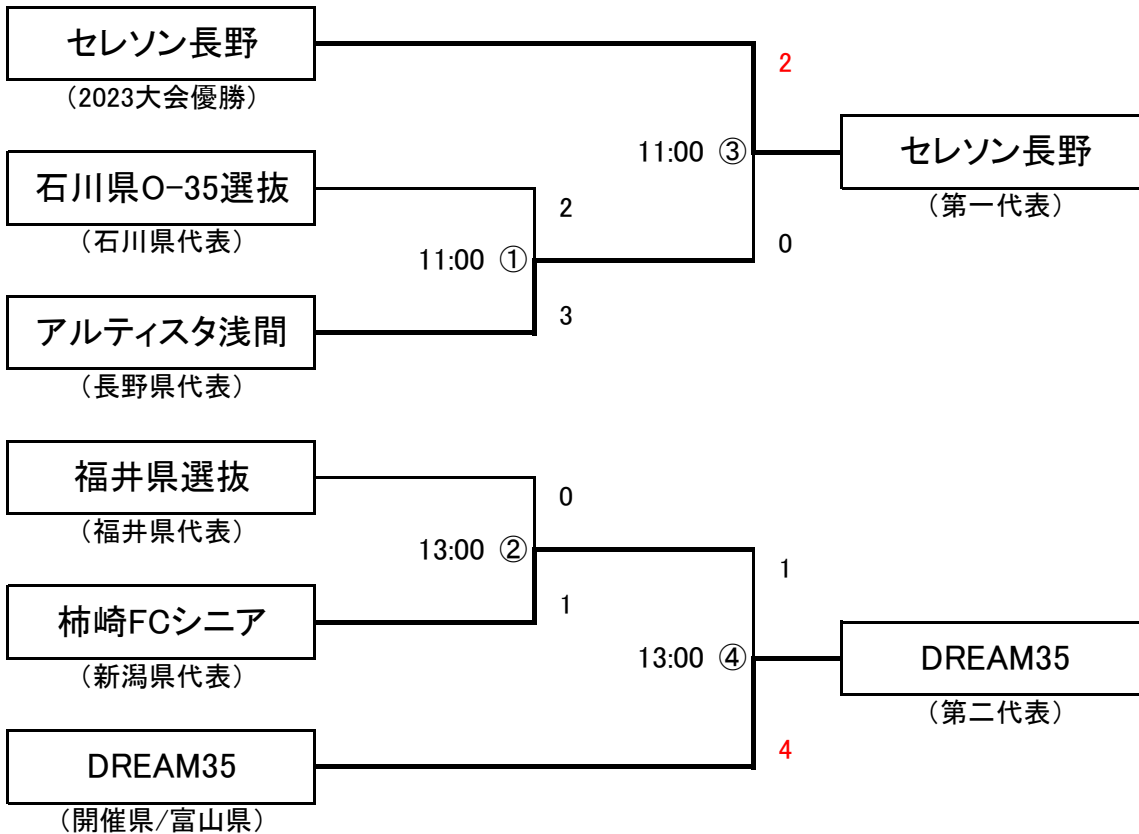 セレソン長野
（2023大会優勝）
2
11:00 ③
セレソン長野
（第一代表）
石川県O-35選抜
（石川県代表）
2
11:00 ①
0
アルティスタ浅間
（長野県代表）
3
福井県選抜
（福井県代表）
0
13:00 ②
1
柿崎FCシニア
（新潟県代表）
1
13:00 ④
DREAM35
（第二代表）
DREAM35
（開催県/富山県）
4